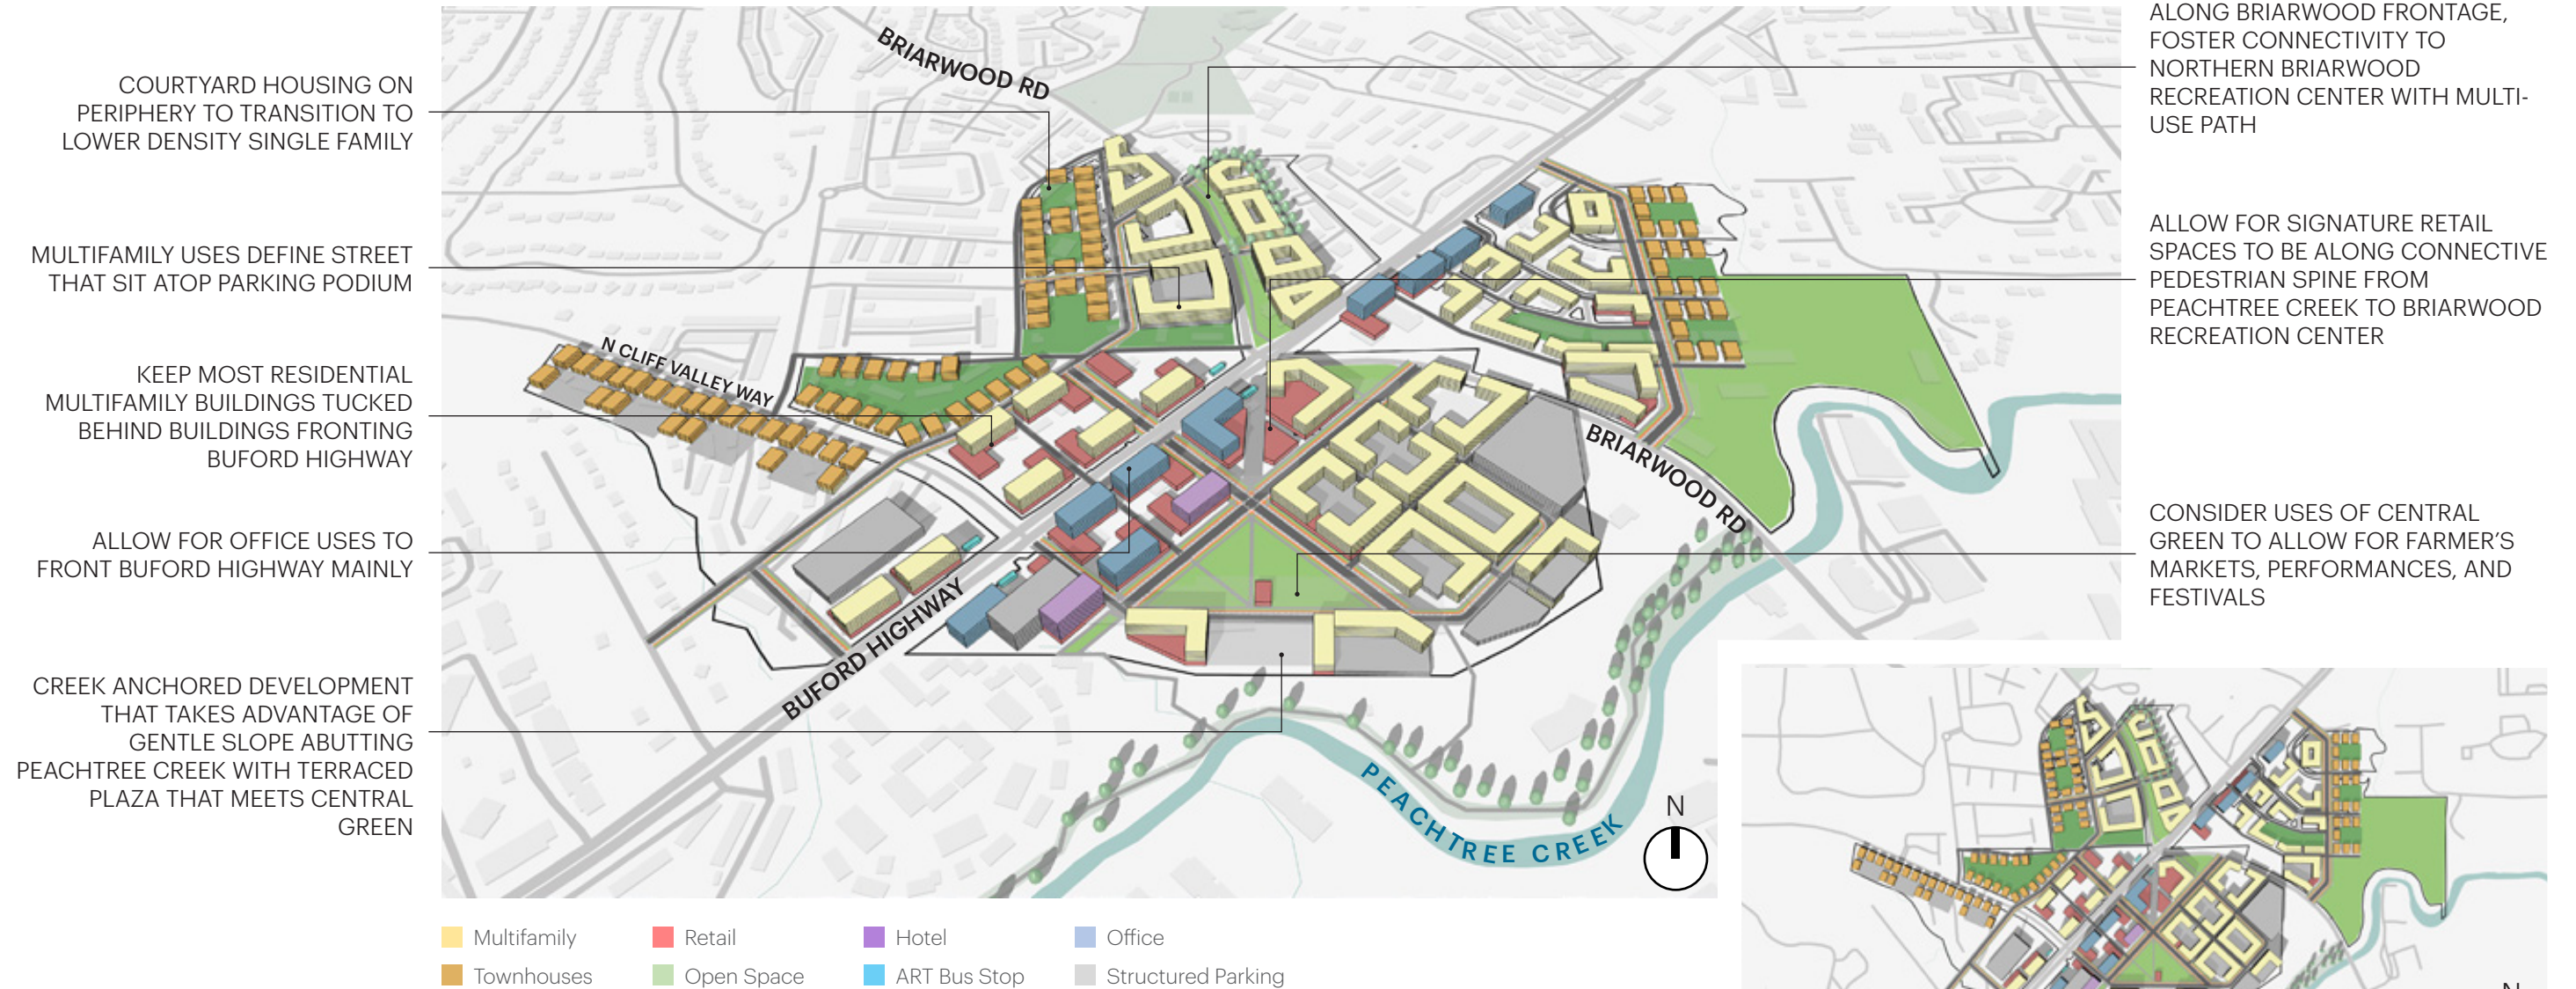 COURTYARD HOUSING ON
PERIPHERY TO TRANSITION TO
LOWER DENSITY SINGLE FAMILY
MULTIFAMILY USES DEFINE STREET
THAT SIT ATOP PARKING PODIUM
KEEP MOST RESIDENTIAL
MULTIFAMILY BUILDINGS TUCKED
BEHIND BUILDINGS FRONTING
BUFORD HIGHWAY
ALLOW FOR OFFICE USES TO
FRONT BUFORD HIGHWAY MAINLY
CREEK ANCHORED DEVELOPMENT
THAT TAKES ADVANTAGE OF
GENTLE SLOPE ABUTTING
PEACHTREE CREEK WITH TERRACED
PLAZA THAT MEETS CENTRAL
GREEN
BRIARWOOD RD
N CLIFF VALLEY WAY
BRIARWOOD RD
BUFORD HIGHWAY
PEACHTREE CREEK
N
ALONG BRIARWOOD FRONTAGE,
FOSTER CONNECTIVITY TO
NORTHERN BRIARWOOD
RECREATION CENTER WITH MULTI-
USE PATH
ALLOW FOR SIGNATURE RETAIL
SPACES TO BE ALONG CONNECTIVE
PEDESTRIAN SPINE FROM
PEACHTREE CREEK TO BRIARWOOD
RECREATION CENTER
CONSIDER USES OF CENTRAL
GREEN TO ALLOW FOR FARMER'S
MARKETS, PERFORMANCES, AND
FESTIVALS
Multifamily
Retail
Hotel
Office
Townhouses
Open Space
ART Bus Stop
Structured Parking
N